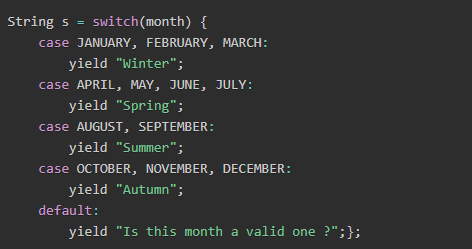 String s = switch(month) {
    case JANUARY, FEBRUARY, MARCH:
        yield "Winter";
    case APRIL, MAY, JUNE, JULY:
        yield "Spring";
    case AUGUST, SEPTEMBER:
        yield "Summer";
    case OCTOBER, NOVEMBER, DECEMBER:
        yield "Autumn";
    default:
        yield "Is this month a valid one ?";};